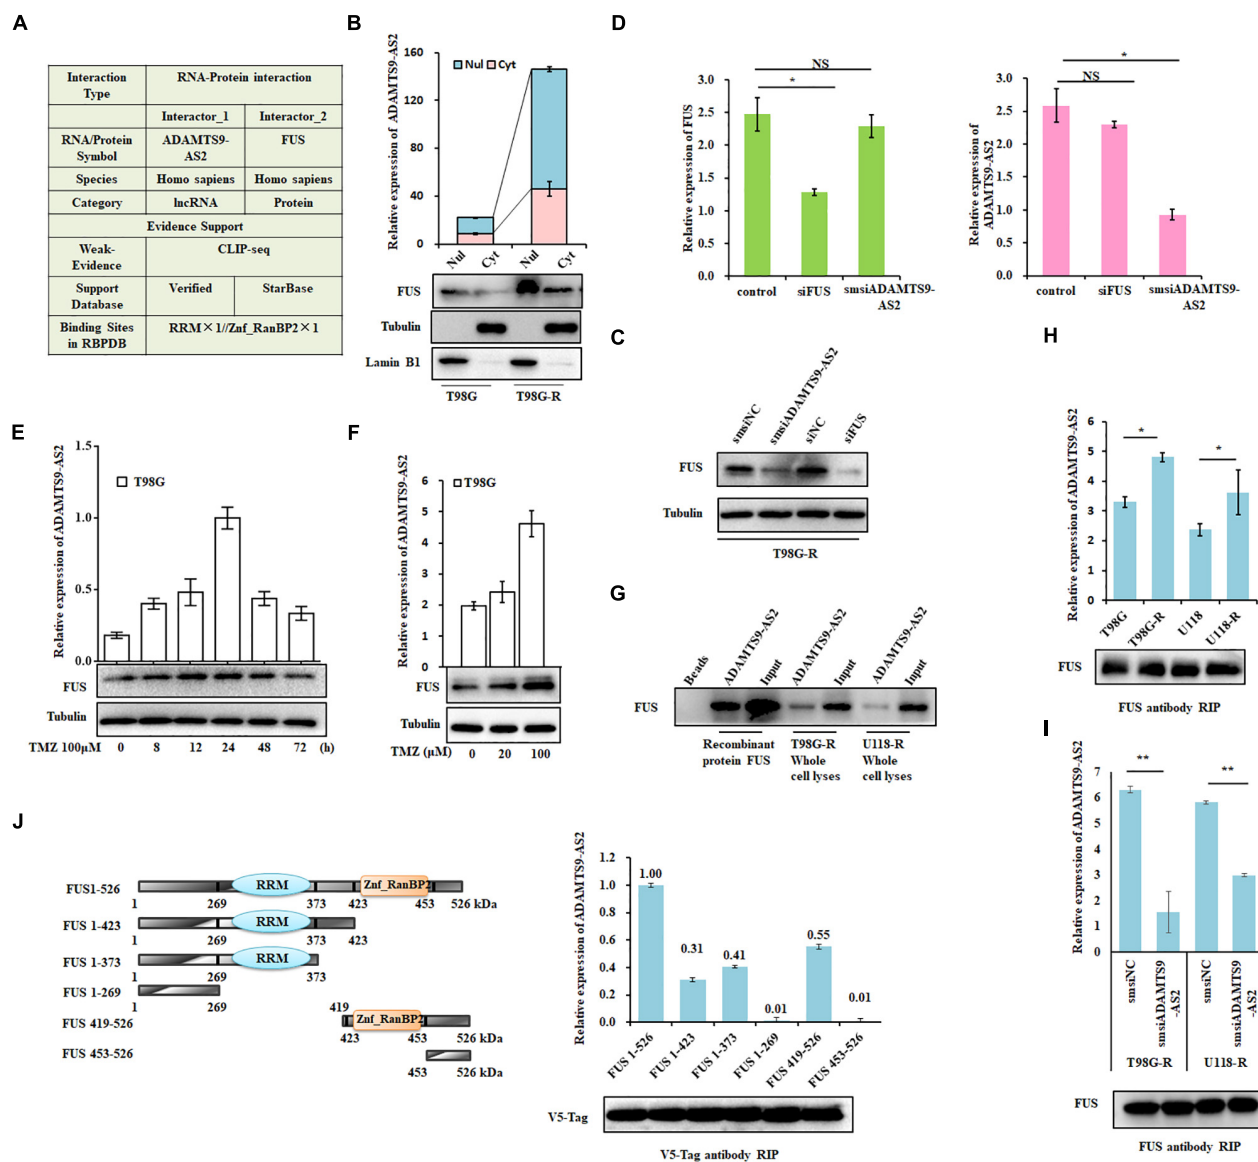 A
Interaction Type RNA-Protein interaction
Interactor_1 Interactor_2
RNA/Protein Symbol ADAMTS9-AS2 FUS
Species Homo sapiens Homo sapiens
Category lncRNA Protein
Evidence Support
Weak-Evidence CLIP-seq
Support Database Verified StarBase
Binding Sites in RBPDB RRM×1//Znf_RanBP2×1
B
Relative expression of ADAMTS9-AS2
Nul Cyt
160
120
80
40
0
Nul Cyt Nul Cyt
FUS
Tubulin
Lamin B1
T98G T98G-R
D
Relative expression of FUS
3.0
2.5
2.0
1.5
1.0
0.5
0.0
NS
*
control siFUS smsiADAMTS9-AS2
Relative expression of ADAMTS9-AS2
3.0
2.5
2.0
1.5
1.0
0.5
0.0
*
NS
control siFUS smsiADAMTS9-AS2
C
smsiNC smsiADAMTS9-AS2 siNC siFUS
FUS
Tubulin
T98G-R
E
Relative expression of ADAMTS9-AS2
T98G
1.5
1.0
0.5
0.0
FUS
Tubulin
TMZ 100µM 0 8 12 24 48 72 (h)
F
Relative expression of ADAMTS9-AS2
T98G
6
5
4
3
2
1
0
FUS
Tubulin
TMZ (µM) 0 20 100
G
Beads ADAMTS9-AS2 Input ADAMTS9-AS2 Input ADAMTS9-AS2 Input
FUS
Recombinant protein FUS
T98G-R Whole cell lyses
U118-R Whole cell lyses
H
Relative expression of ADAMTS9-AS2
6
5
4
3
2
1
0
* *
T98G T98G-R U118 U118-R
FUS
FUS antibody RIP
I
Relative expression of ADAMTS9-AS2
7
6
5
4
3
2
1
0
** **
smsiNC smsiADAMTS9-AS2 smsiNC smsiADAMTS9-AS2
T98G-R U118-R
FUS
FUS antibody RIP
J
FUS1-526 RRM Znf_RanBP2
1 269 373 423 453 526 kDa
FUS 1-423 RRM
1 269 373 423
FUS 1-373 RRM
373
FUS 1-269
1 269 419
FUS 419-526 Znf_RanBP2
423 453 526 kDa
FUS 453-526
453 526 kDa
Relative expression of ADAMTS9-AS2
1.2
1.0
0.8
0.6
0.4
0.2
0.0
1.00 0.31 0.41 0.01 0.55 0.01
FUS 1-526 FUS 1-423 FUS 1-373 FUS 1-269 FUS 419-526 FUS 453-526
V5-Tag
V5-Tag antibody RIP